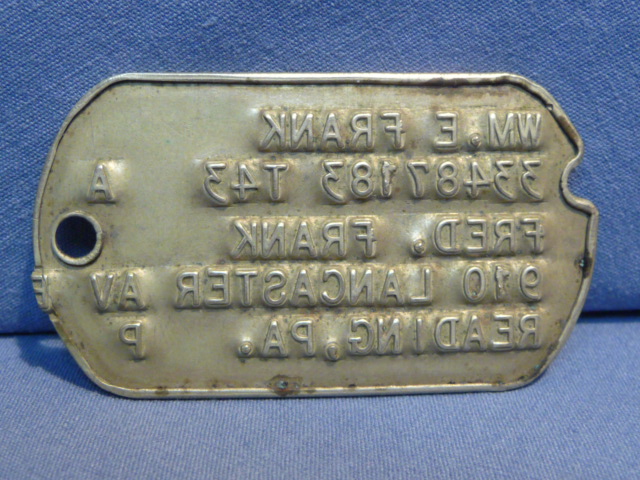 WM.E FRANK
33487183 T43 A
FRED. FRANK
910 LANCASTER AV E
READING,PA. P